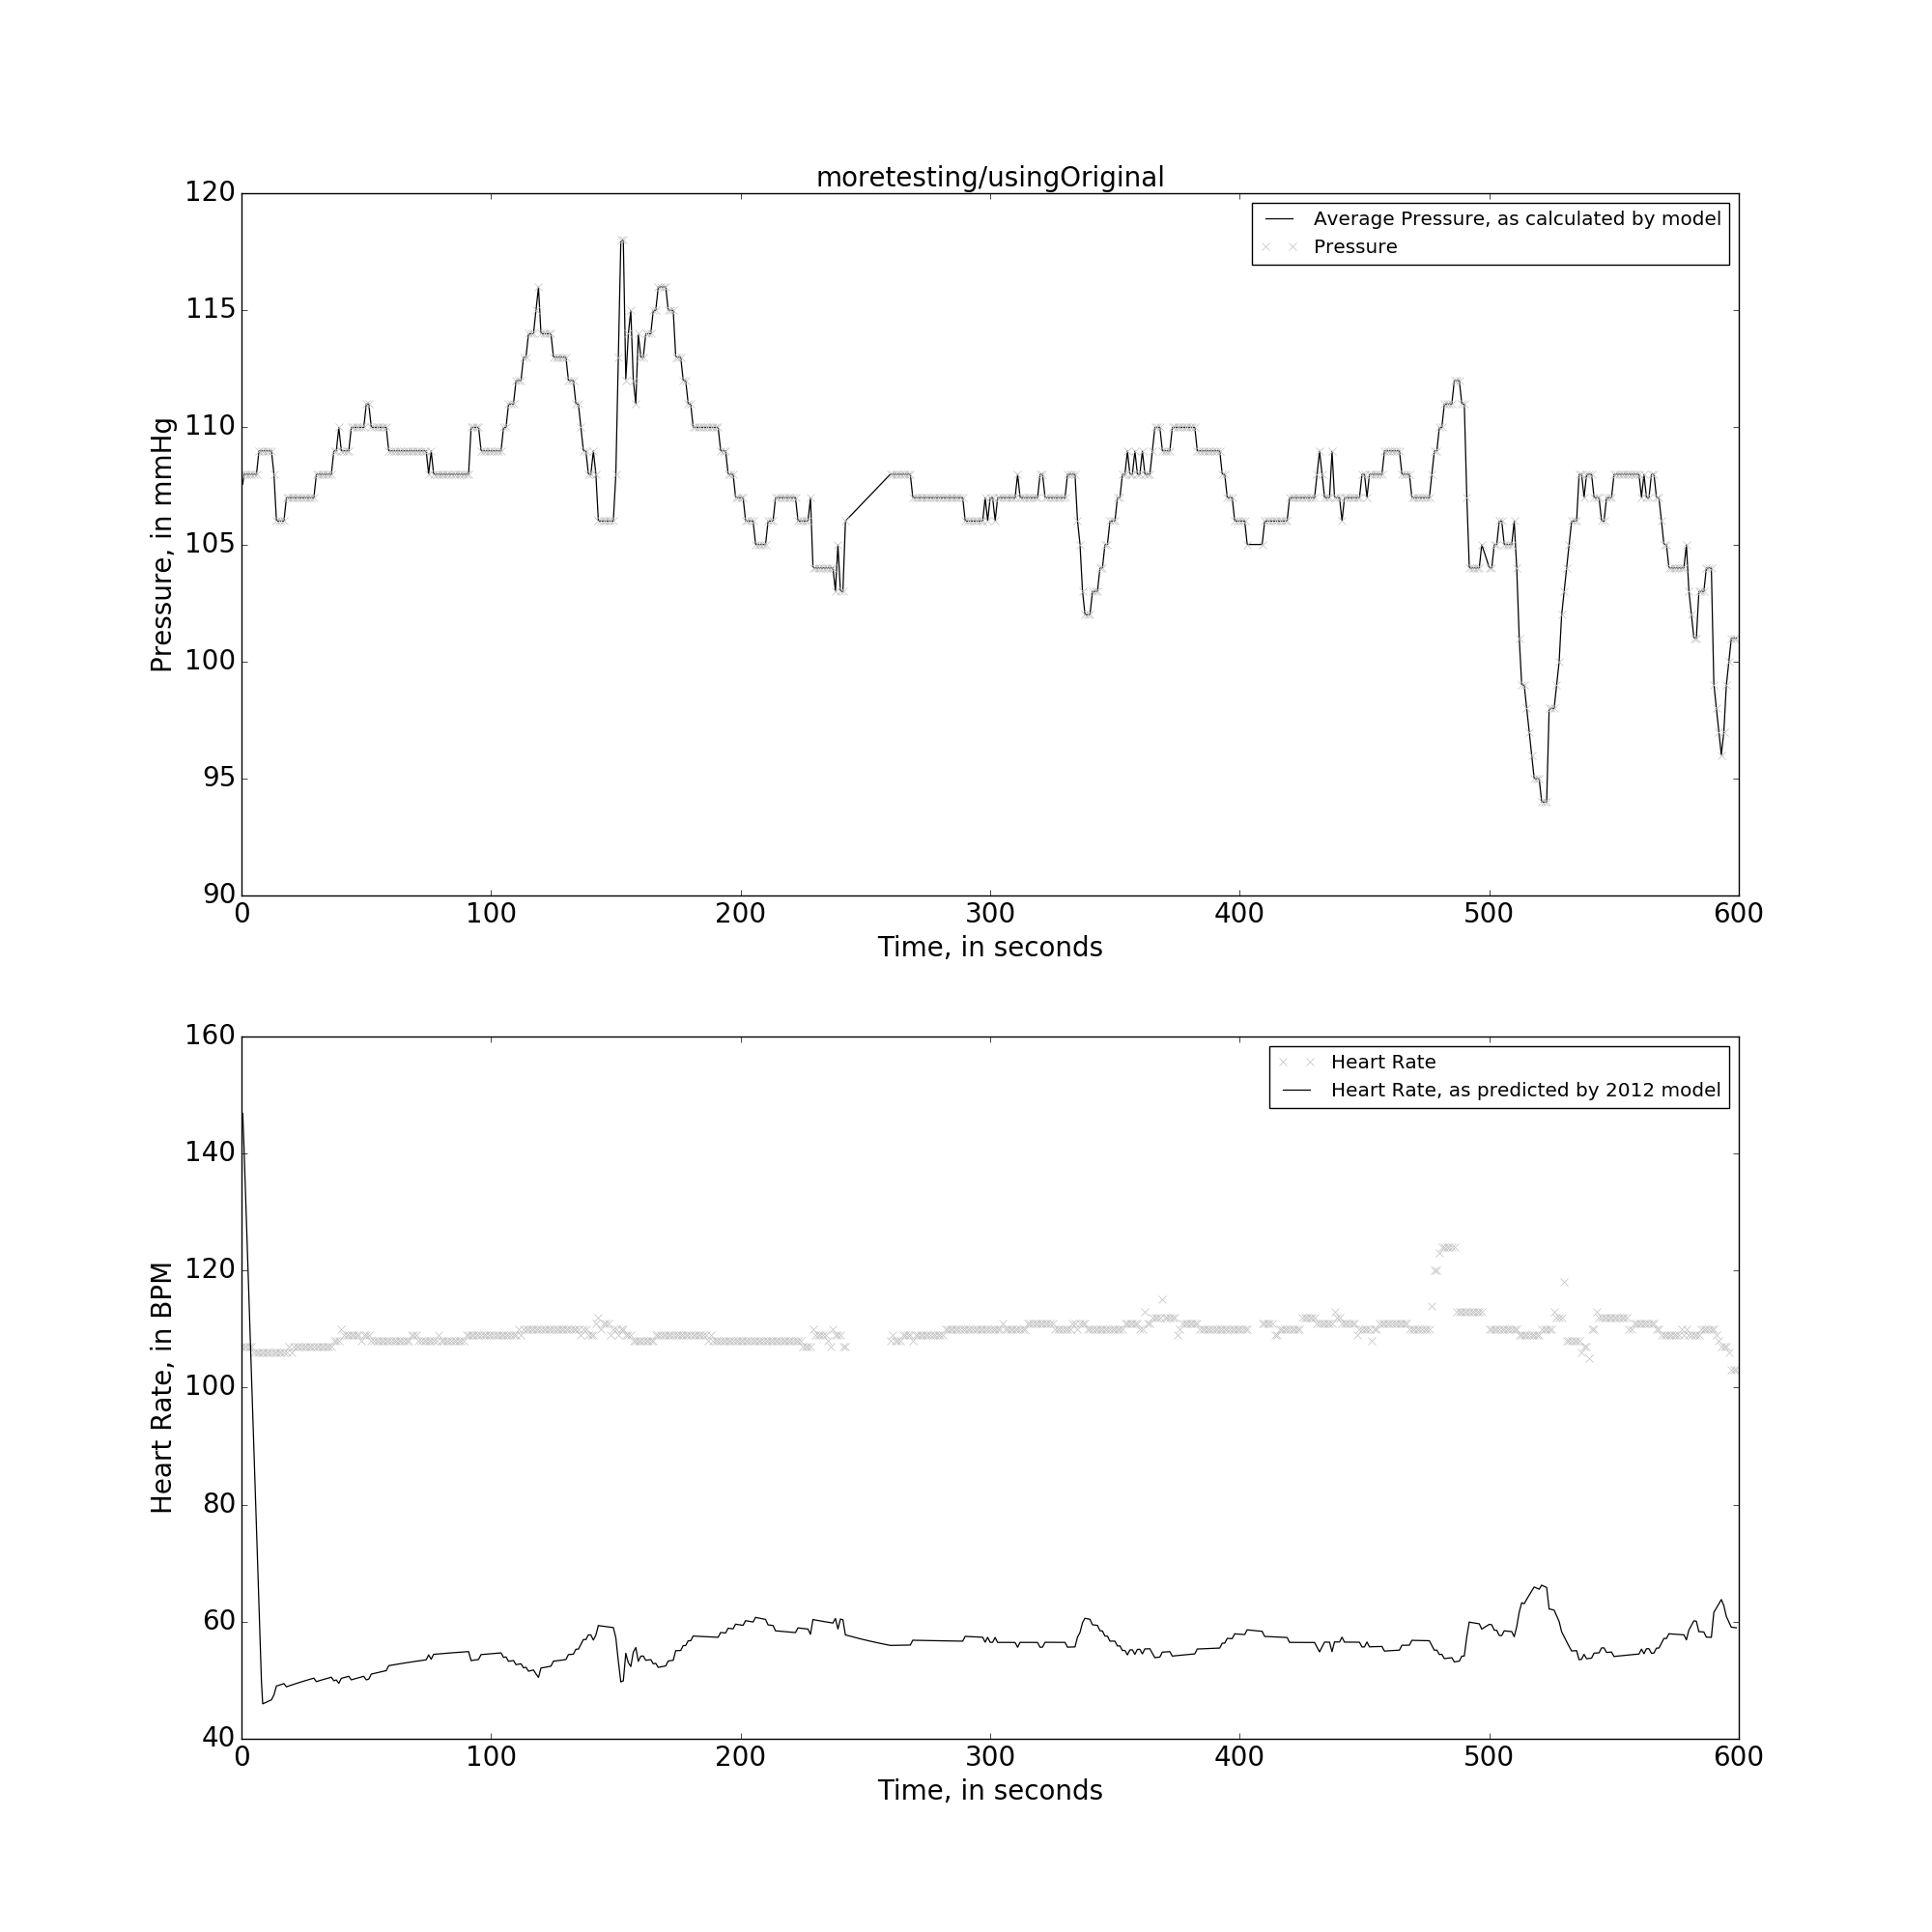 moretesting/usingOriginal
120
115
110
105
100
95
90
Pressure, in mmHg
Average Pressure, as calculated by model
Pressure
0 100 200 300 400 500 600
Time, in seconds
160
140
120
100
80
60
40
Heart Rate, in BPM
Heart Rate
Heart Rate, as predicted by 2012 model
0 100 200 300 400 500 600
Time, in seconds